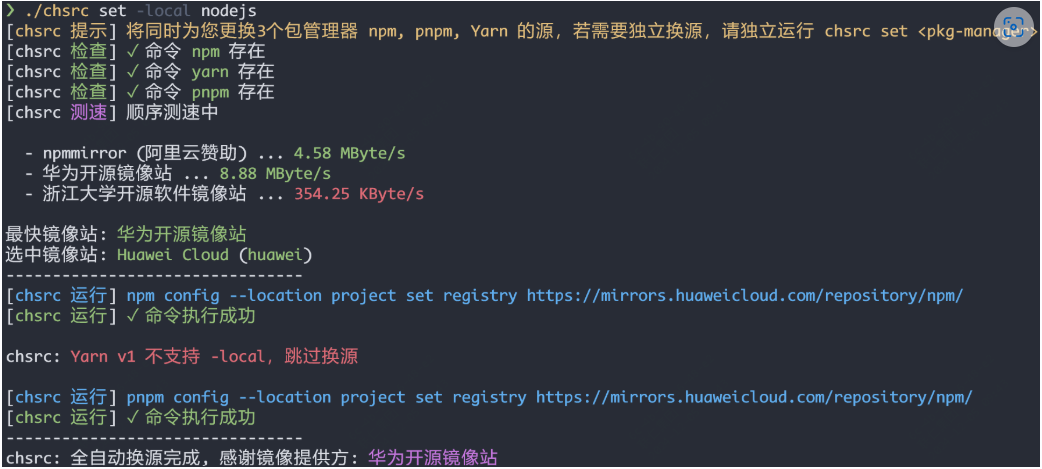 ❯ ./chsrc set -local nodejs
[chsrc 提示] 将同时为您更换3个包管理器 npm, pnpm, Yarn 的源，若需要独立换源，请独立运行 chsrc set <pkg-manager>
[chsrc 检查] ✓ 命令 npm 存在
[chsrc 检查] ✓ 命令 yarn 存在
[chsrc 检查] ✓ 命令 pnpm 存在
[chsrc 测速] 顺序测速中
- npmmirror (阿里云赞助) ... 4.58 MByte/s
- 华为开源镜像站 ... 8.88 MByte/s
- 浙江大学开源软件镜像站 ... 354.25 KByte/s
最快镜像站: 华为开源镜像站
选中镜像站: Huawei Cloud (huawei)
--------------------------------
[chsrc 运行] npm config --location project set registry https://mirrors.huaweicloud.com/repository/npm/
[chsrc 运行] ✓ 命令执行成功
chsrc: Yarn v1 不支持 -local，跳过换源
[chsrc 运行] pnpm config --location project set registry https://mirrors.huaweicloud.com/repository/npm/
[chsrc 运行] ✓ 命令执行成功
--------------------------------
chsrc: 全自动换源完成, 感谢镜像提供方: 华为开源镜像站